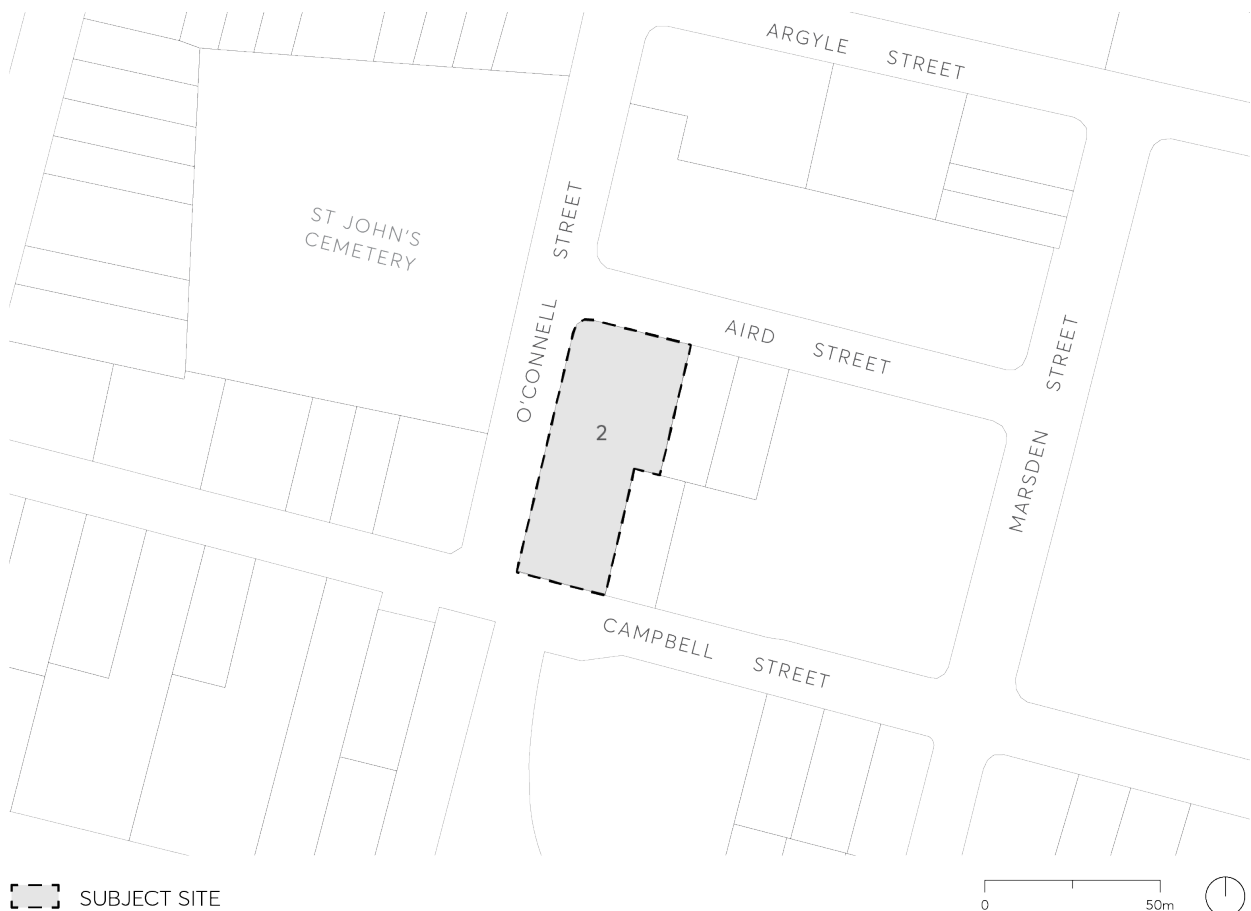 ARGYLE STREET
ST JOHN'S
CEMETERY
O'CONNELL STREET
AIRD STREET
MARSDEN STREET
2
CAMPBELL STREET
SUBJECT SITE
0 50m